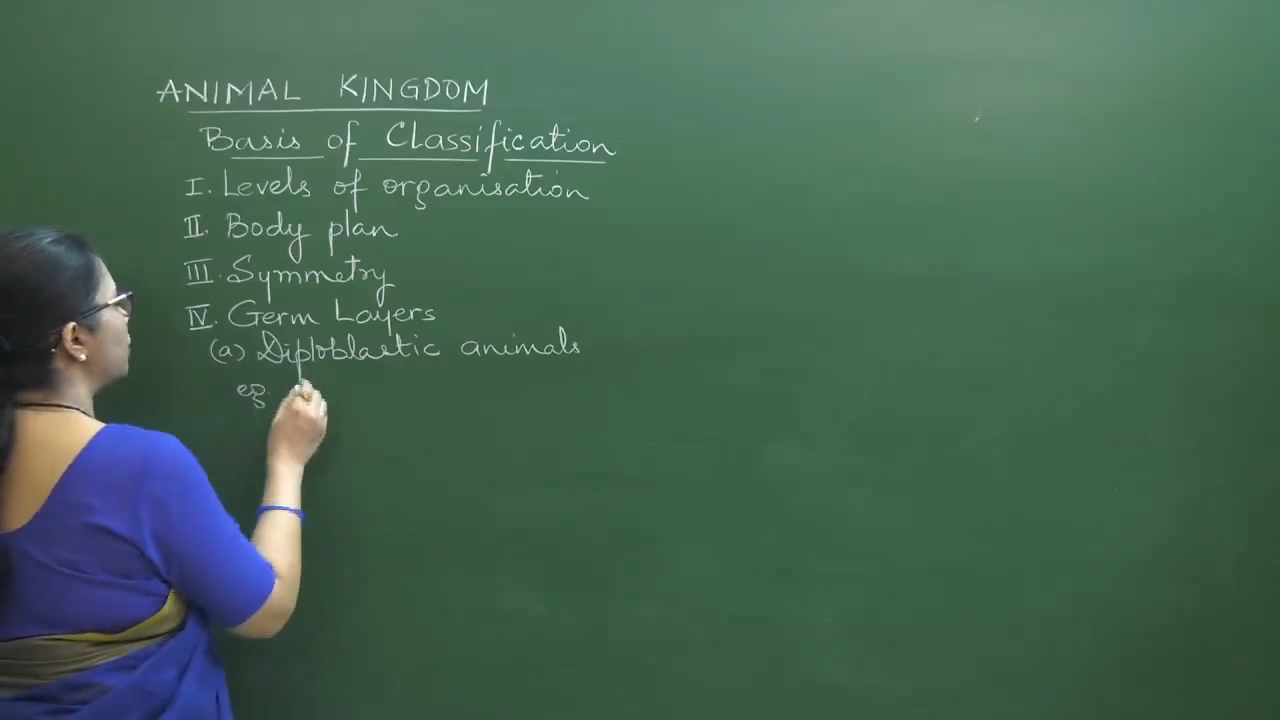 ANIMAL KINGDOM
Basis of Classification
I. Levels of organisation
II. Body plan
III. Symmetry
IV. Germ Layers
(a) Diploblastic animals
eg.